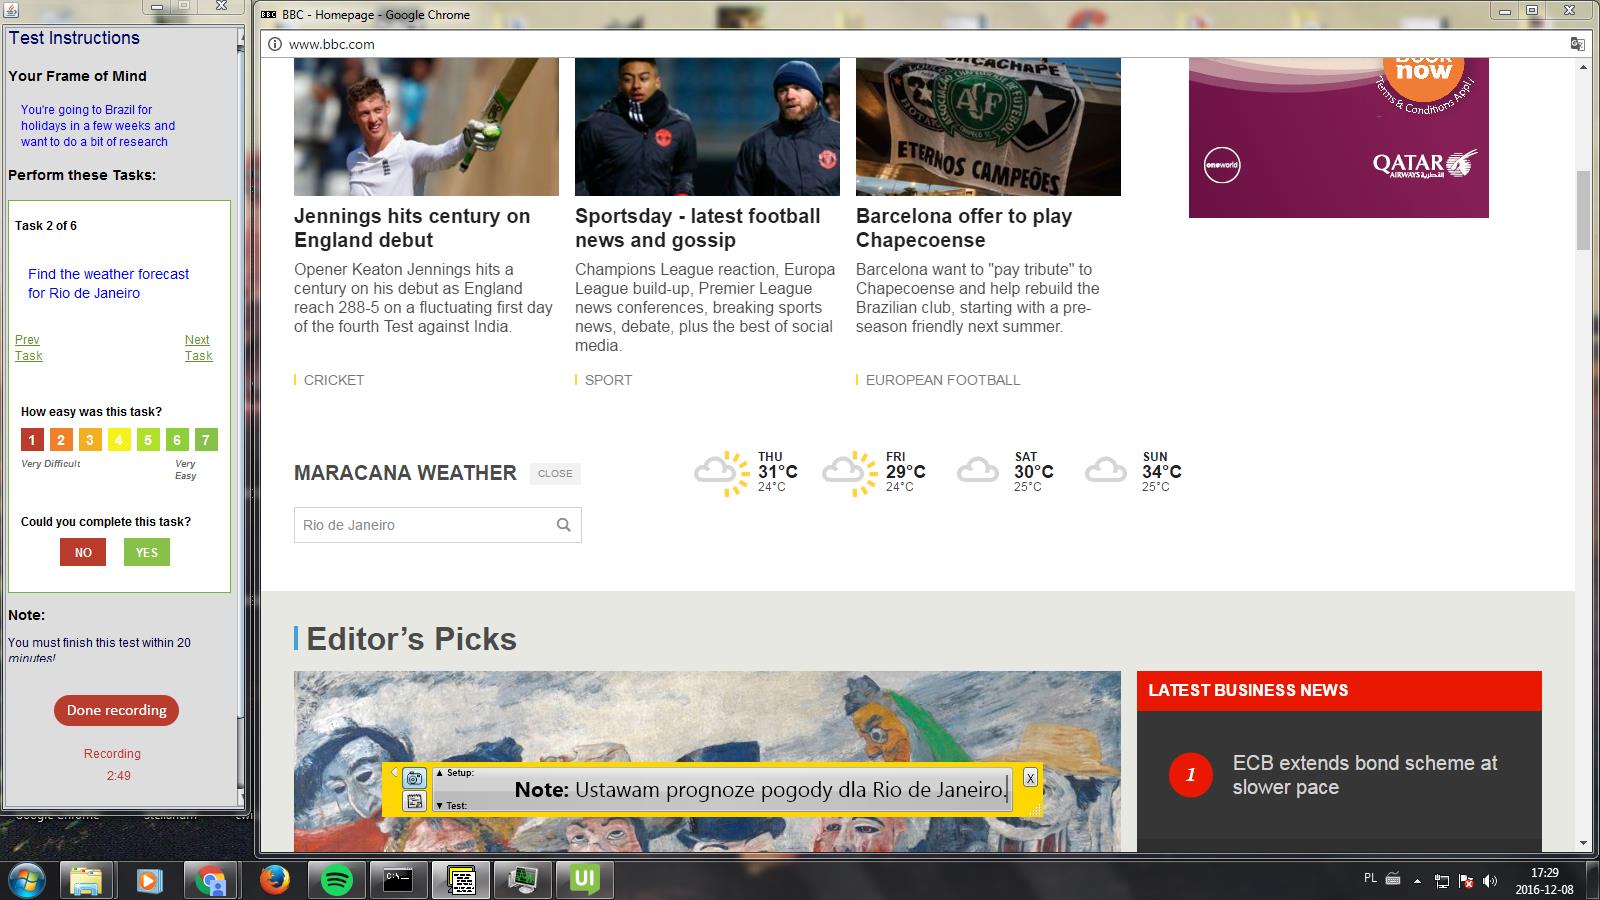 Test Instructions
Your Frame of Mind
You're going to Brazil for
holidays in a few weeks and
want to do a bit of research
Perform these Tasks:
Task 2 of 6
Find the weather forecast
for Rio de Janeiro
Prev
Task
Next
Task
How easy was this task?
1 2 3 4 5 6 7
Very Difficult
Very
Easy
Could you complete this task?
NO YES
Note:
You must finish this test within 20
minutes!
Done recording
Recording
2:49
BBC - Homepage - Google Chrome
www.bbc.com
Jennings hits century on
England debut
Opener Keaton Jennings hits a
century on his debut as England
reach 288-5 on a fluctuating first day
of the fourth Test against India.
CRICKET
Sportsday - latest football
news and gossip
Champions League reaction, Europa
League build-up, Premier League
news conferences, breaking sports
news, debate, plus the best of social
media.
SPORT
ETERNOS CAMPEÕES
Barcelona offer to play
Chapecoense
Barcelona want to "pay tribute" to
Chapecoense and help rebuild the
Brazilian club, starting with a pre-
season friendly next summer.
EUROPEAN FOOTBALL
BOOK
now
Terms & Conditions Apply
oneworld
QATAR
AIRWAYS القطرية
MARACANA WEATHER CLOSE
Rio de Janeiro
THU
31°C
24°C
FRI
29°C
24°C
SAT
30°C
25°C
SUN
34°C
25°C
Editor's Picks
LATEST BUSINESS NEWS
1
ECB extends bond scheme at
slower pace
▲ Setup:
Note: Ustawam prognoze pogody dla Rio de Janeiro.
▼ Test:
X
Google Chrome
stellarium
C:\
UI
PL
17:29
2016-12-08